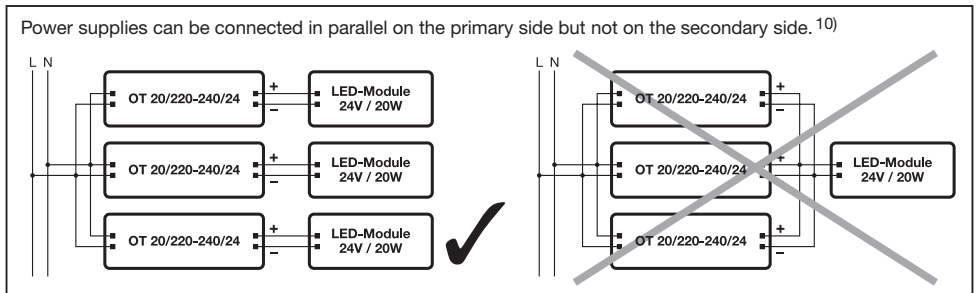 Power supplies can be connected in parallel on the primary side but not on the secondary side. 10)
L N
OT 20/220-240/24
+
−
LED-Module
24V / 20W
OT 20/220-240/24
+
−
LED-Module
24V / 20W
OT 20/220-240/24
+
−
LED-Module
24V / 20W
L N
OT 20/220-240/24
+
−
OT 20/220-240/24
+
−
LED-Module
24V / 20W
OT 20/220-240/24
+
−